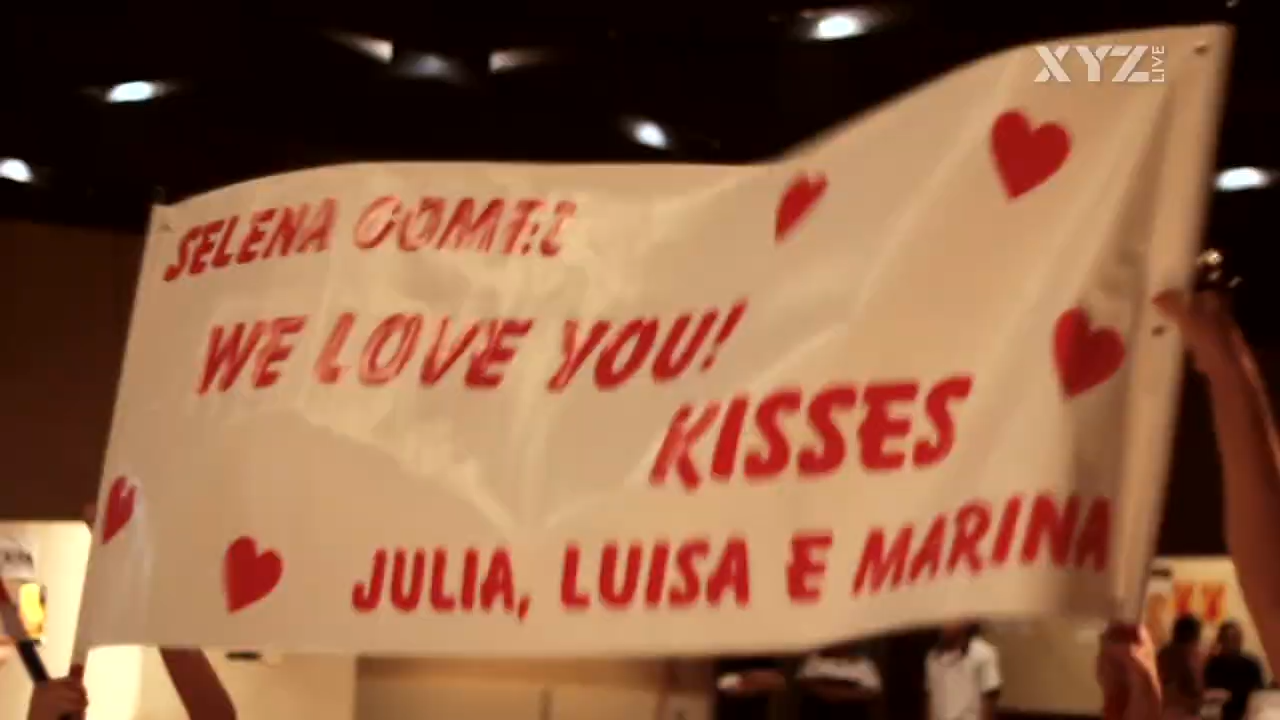 XYZ LIVE
SELENA GOMEZ
WE LOVE YOU!
KISSES
JULIA, LUISA E MARINA